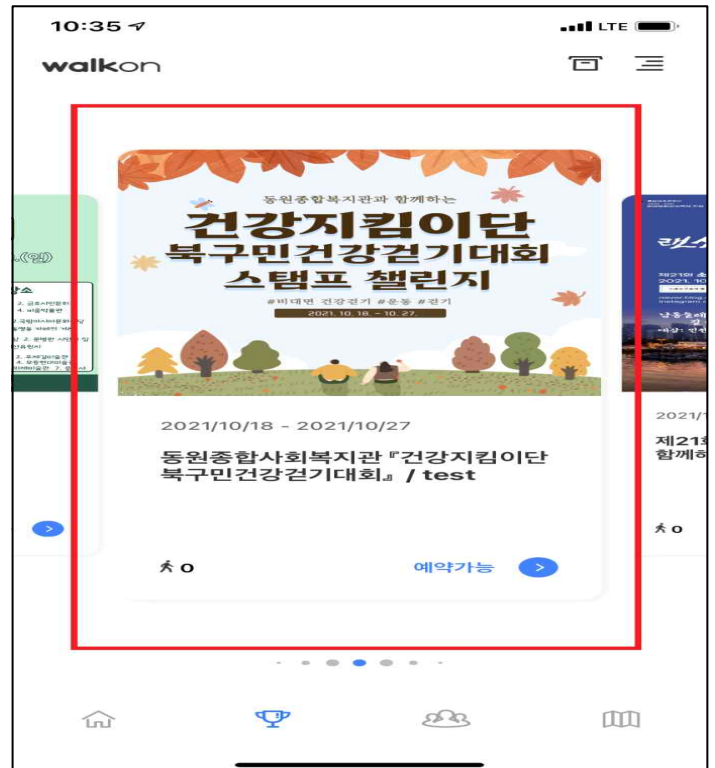 10:35
LTE
walkon
동원종합복지관과 함께하는
건강지킴이단
북구민건강걷기대회
스탬프 챌린지
#비대면 건강걷기 #운동 #걷기
2021. 10. 18. - 10. 27.
2021/10/18 - 2021/10/27
동원종합사회복지관 『건강지킴이단
북구민건강걷기대회』 / test
0
예약가능
.(일)
장소
2021/1
제21회
함께하
0